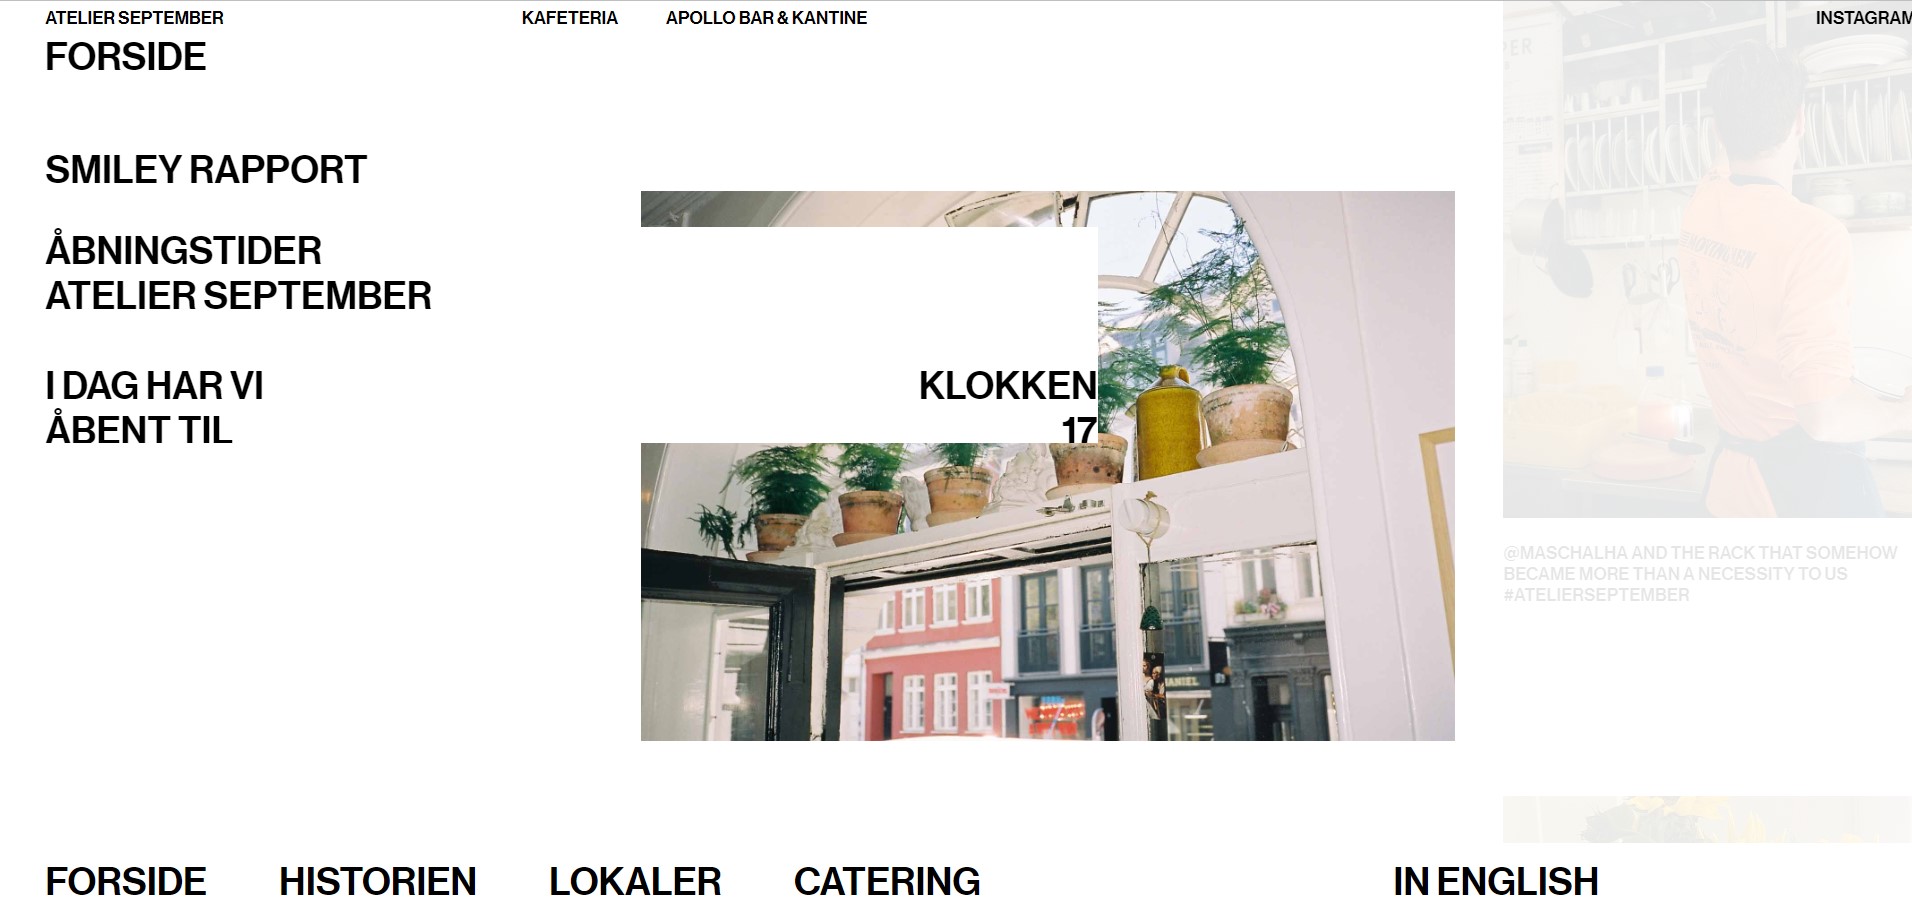 ATELIER SEPTEMBER
KAFETERIA
APOLLO BAR & KANTINE
INSTAGRAM
FORSIDE
SMILEY RAPPORT
ÅBNINGSTIDER
ATELIER SEPTEMBER
I DAG HAR VI
ÅBENT TIL
KLOKKEN
17
@MASCHALHA AND THE RACK THAT SOMEHOW
BECAME MORE THAN A NECESSITY TO US
#ATELIERSEPTEMBER
FORSIDE
HISTORIEN
LOKALER
CATERING
IN ENGLISH